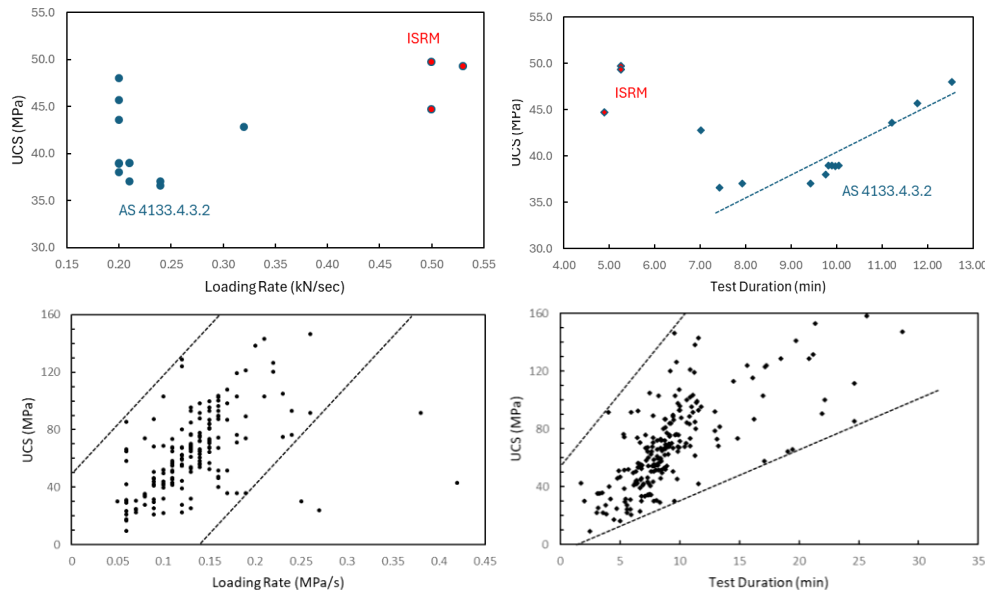 55.0
50.0
45.0
40.0
35.0
30.0
UCS (MPa)
ISRM
AS 4133.4.3.2
0.15 0.20 0.25 0.30 0.35 0.40 0.45 0.50 0.55
Loading Rate (kN/sec)
55.0
50.0
45.0
40.0
35.0
30.0
UCS (MPa)
ISRM
AS 4133.4.3.2
4.00 5.00 6.00 7.00 8.00 9.00 10.00 11.00 12.00 13.00
Test Duration (min)
160
120
80
40
0
UCS (MPa)
0 0.05 0.1 0.15 0.2 0.25 0.3 0.35 0.4 0.45
Loading Rate (MPa/s)
160
120
80
40
0
UCS (MPa)
0 5 10 15 20 25 30 35
Test Duration (min)